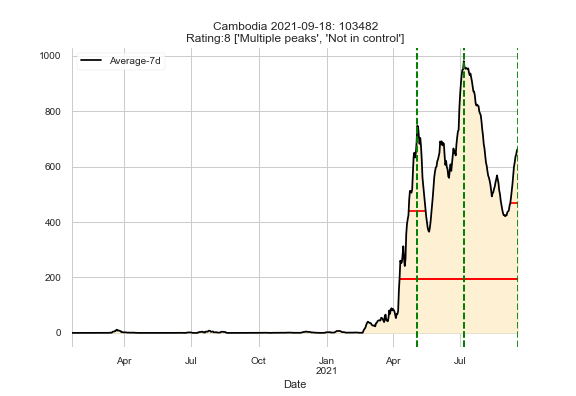 Cambodia 2021-09-18: 103482
Rating:8 ['Multiple peaks', 'Not in control']
Average-7d
1000
800
600
400
200
0
Apr Jul Oct Jan Apr Jul
2021
Date